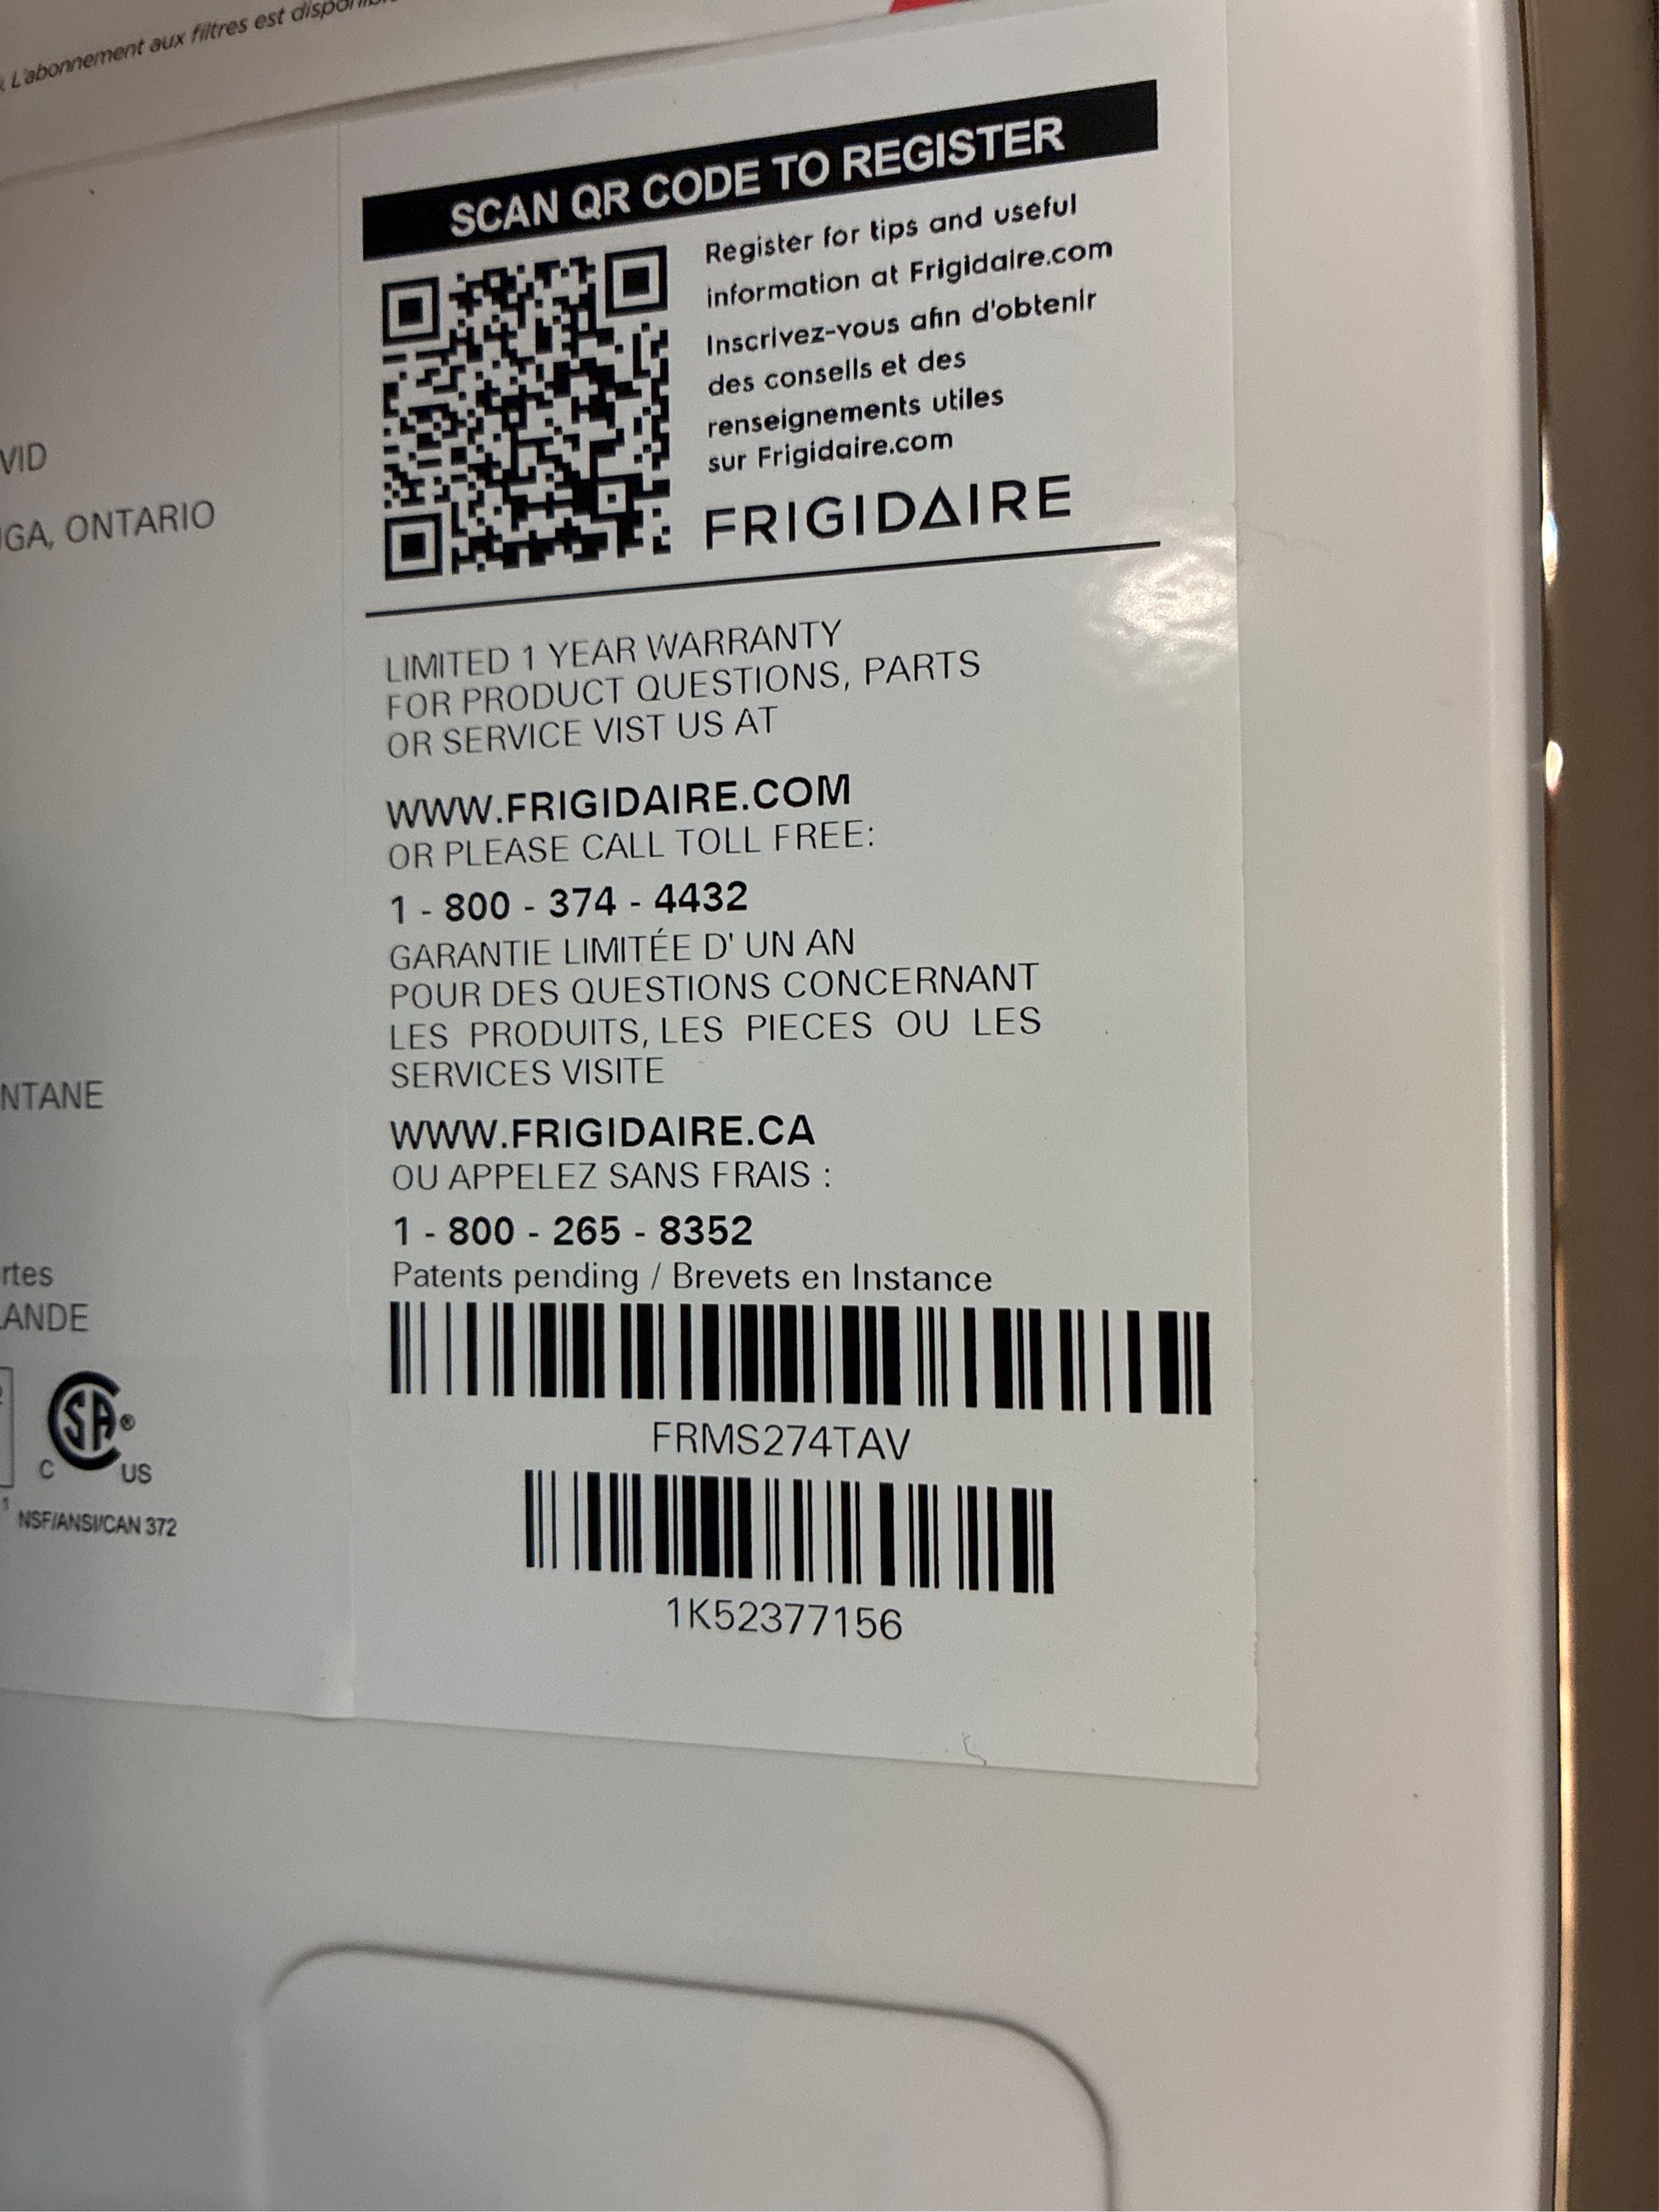 L'abonnement aux filtres est
SCAN QR CODE TO REGISTER
Register for tips and useful
information at Frigidaire.com
Inscrivez-vous afin d'obtenir
des conseils et des
renseignements utiles
sur Frigidaire.com
FRIGIDAIRE
VID
GA, ONTARIO
LIMITED 1 YEAR WARRANTY
FOR PRODUCT QUESTIONS, PARTS
OR SERVICE VIST US AT
WWW.FRIGIDAIRE.COM
OR PLEASE CALL TOLL FREE:
1 - 800 - 374 - 4432
GARANTIE LIMITÉE D' UN AN
POUR DES QUESTIONS CONCERNANT
LES PRODUITS, LES PIECES OU LES
SERVICES VISITE
NTANE
WWW.FRIGIDAIRE.CA
OU APPELEZ SANS FRAIS :
1 - 800 - 265 - 8352
Patents pending / Brevets en Instance
rtes
ANDE
SA®
C US
NSF/ANSI/CAN 372
FRMS274TAV
1K52377156